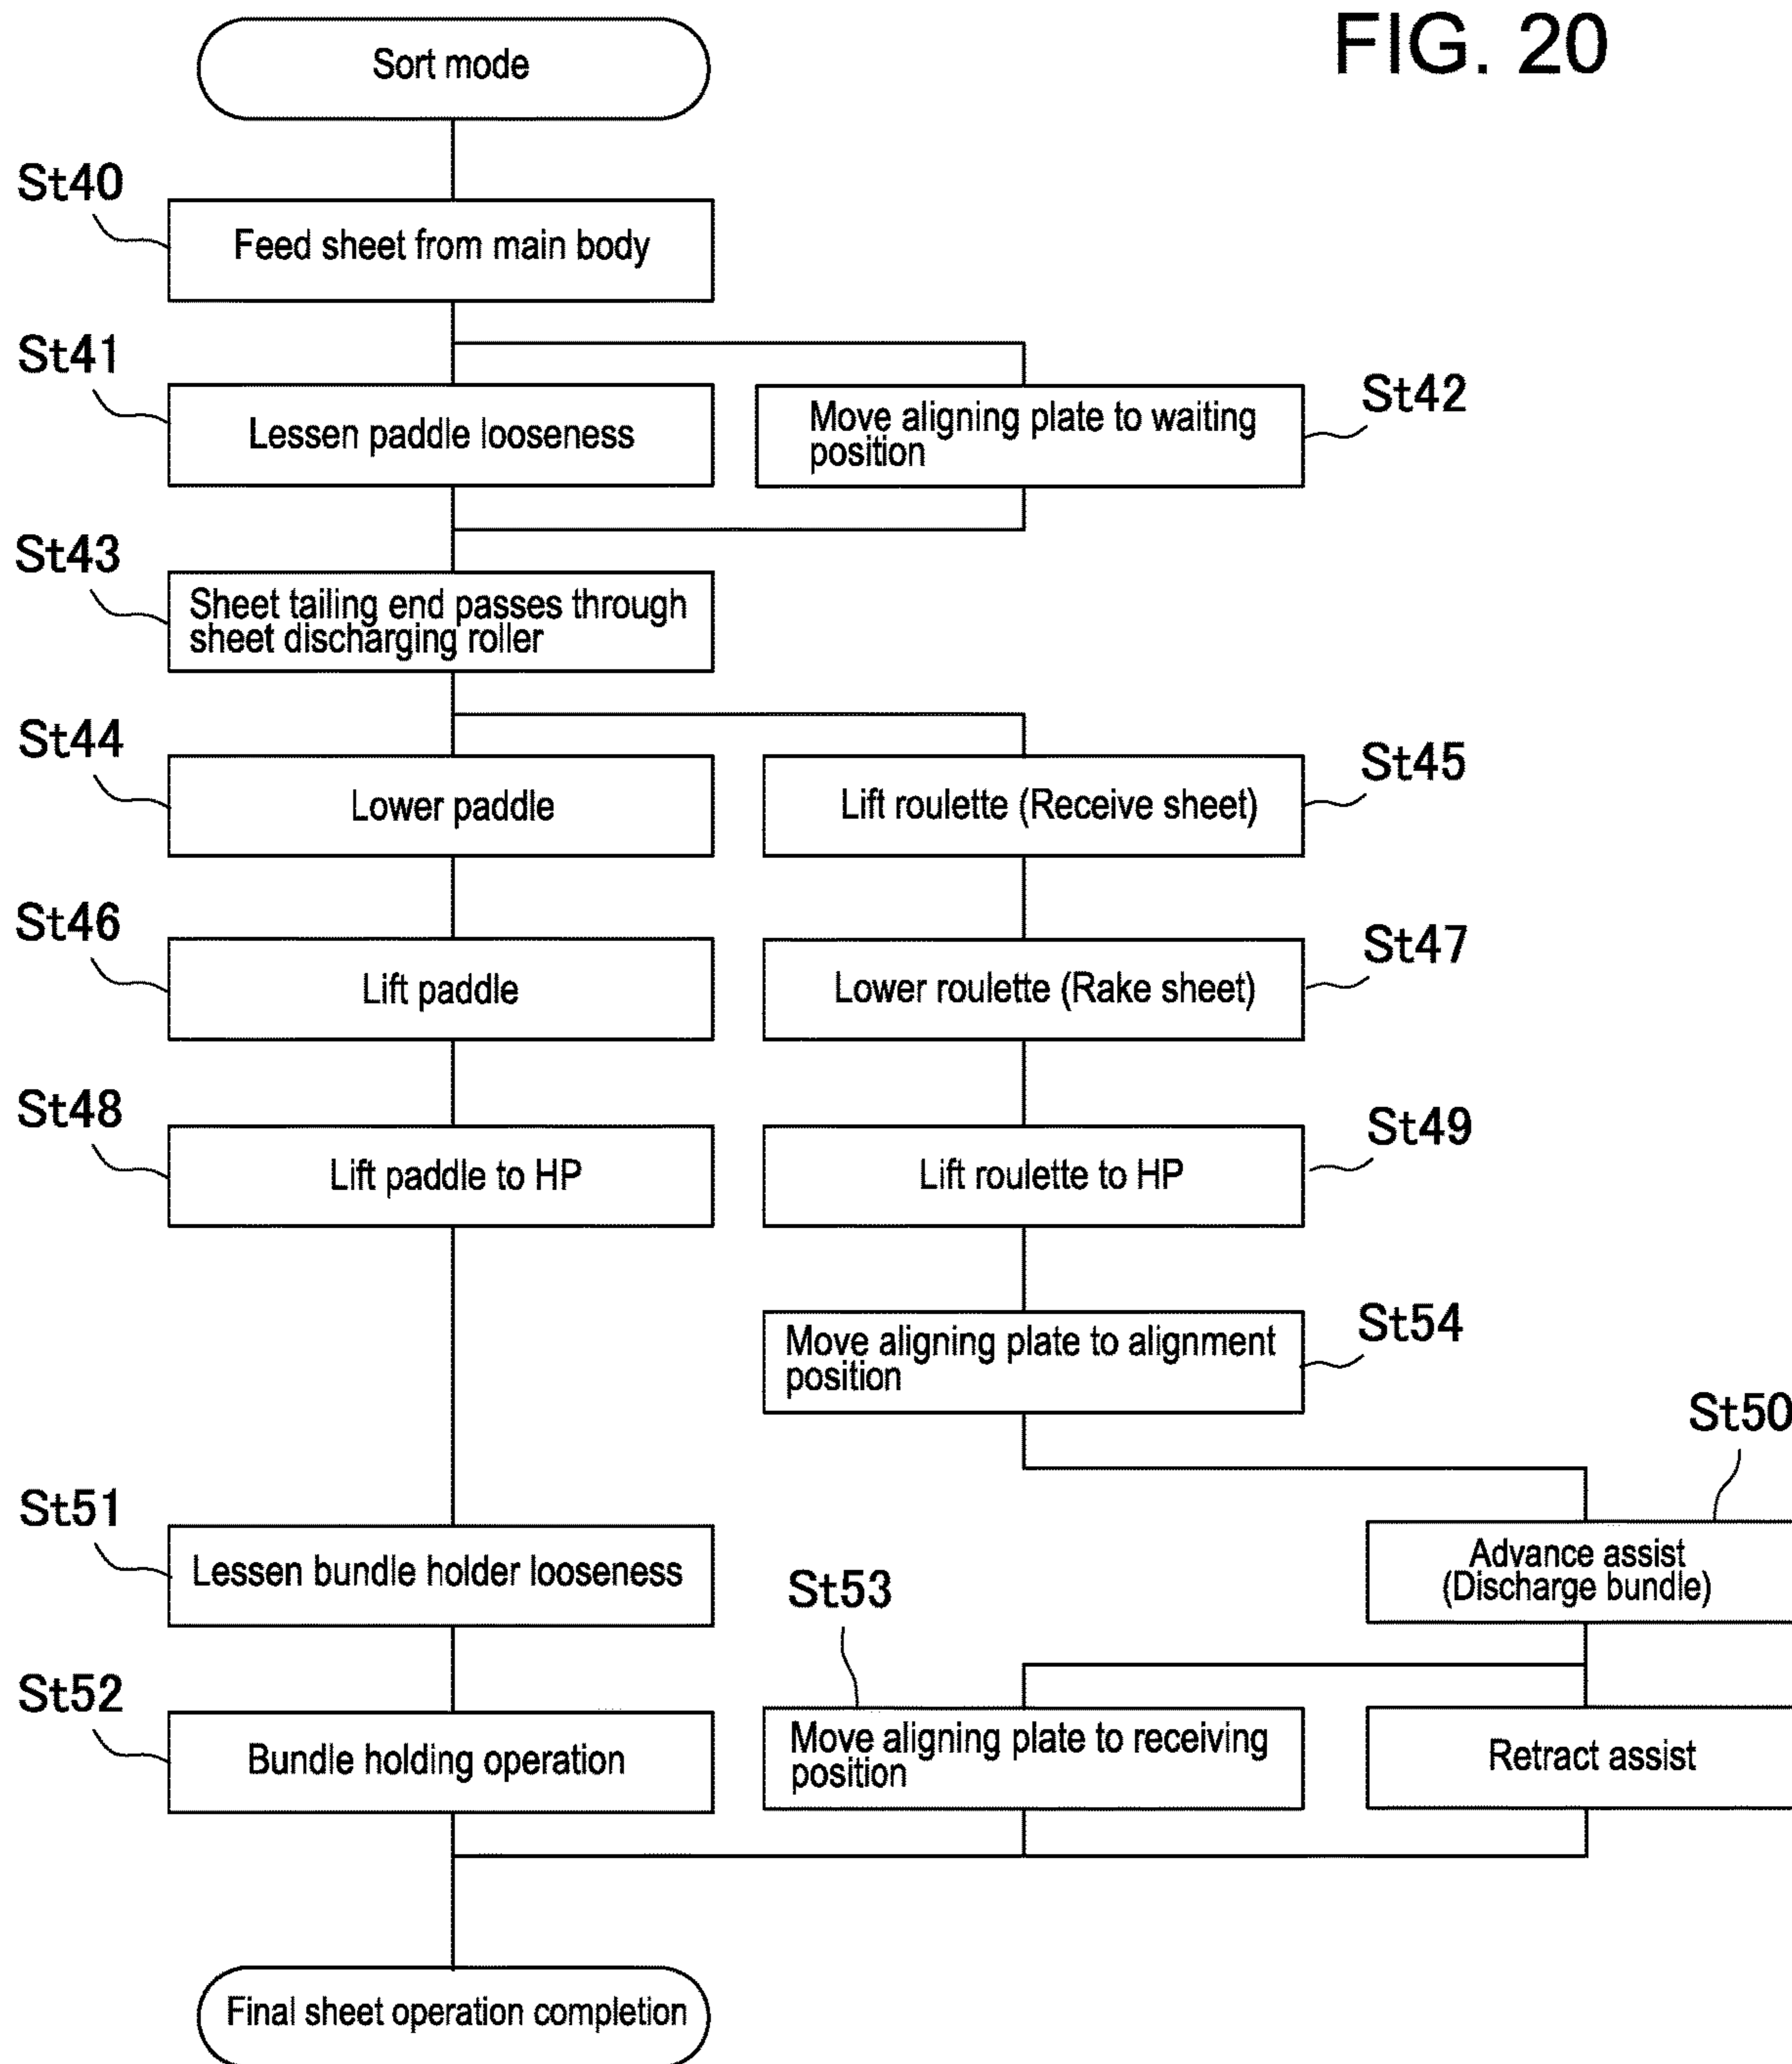 FIG. 20
Sort mode
St40
Feed sheet from main body
St41
Lessen paddle looseness
Move aligning plate to waiting
position
St42
St43
Sheet tailing end passes through
sheet discharging roller
St44
Lower paddle
Lift roulette (Receive sheet)
St45
St46
Lift paddle
Lower roulette (Rake sheet)
St47
St48
Lift paddle to HP
Lift roulette to HP
St49
Move aligning plate to alignment
position
St54
St50
Advance assist
(Discharge bundle)
St51
Lessen bundle holder looseness
St53
St52
Bundle holding operation
Move aligning plate to receiving
position
Retract assist
Final sheet operation completion